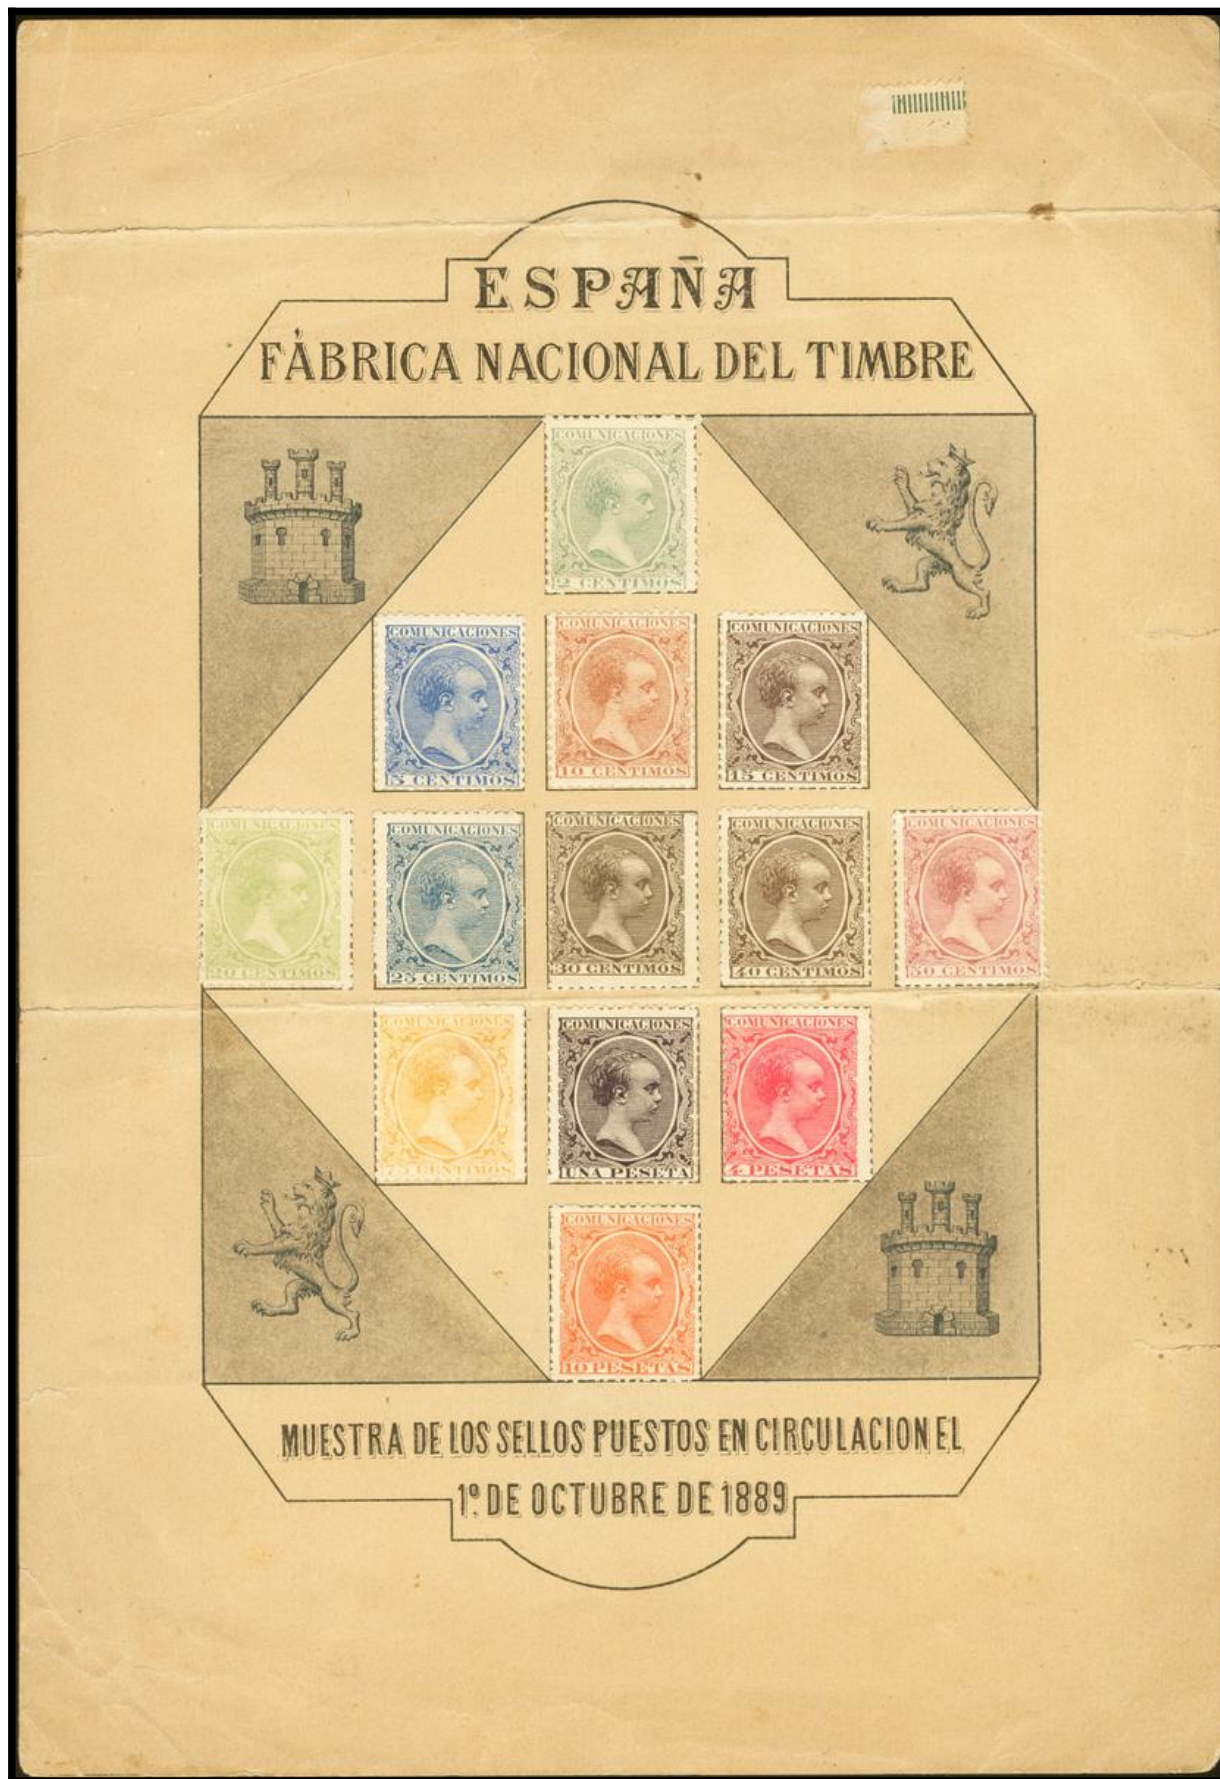 ESPAÑA
FÁBRICA NACIONAL DEL TIMBRE
COMUNICACIONES
2 CENTIMOS
COMUNICACIONES
5 CENTIMOS
COMUNICACIONES
10 CENTIMOS
COMUNICACIONES
15 CENTIMOS
COMUNICACIONES
20 CENTIMOS
COMUNICACIONES
25 CENTIMOS
COMUNICACIONES
30 CENTIMOS
COMUNICACIONES
40 CENTIMOS
COMUNICACIONES
50 CENTIMOS
COMUNICACIONES
75 CENTIMOS
COMUNICACIONES
UNA PESETA
COMUNICACIONES
4 PESETAS
COMUNICACIONES
10 PESETAS
MUESTRA DE LOS SELLOS PUESTOS EN CIRCULACION EL
1º DE OCTUBRE DE 1889